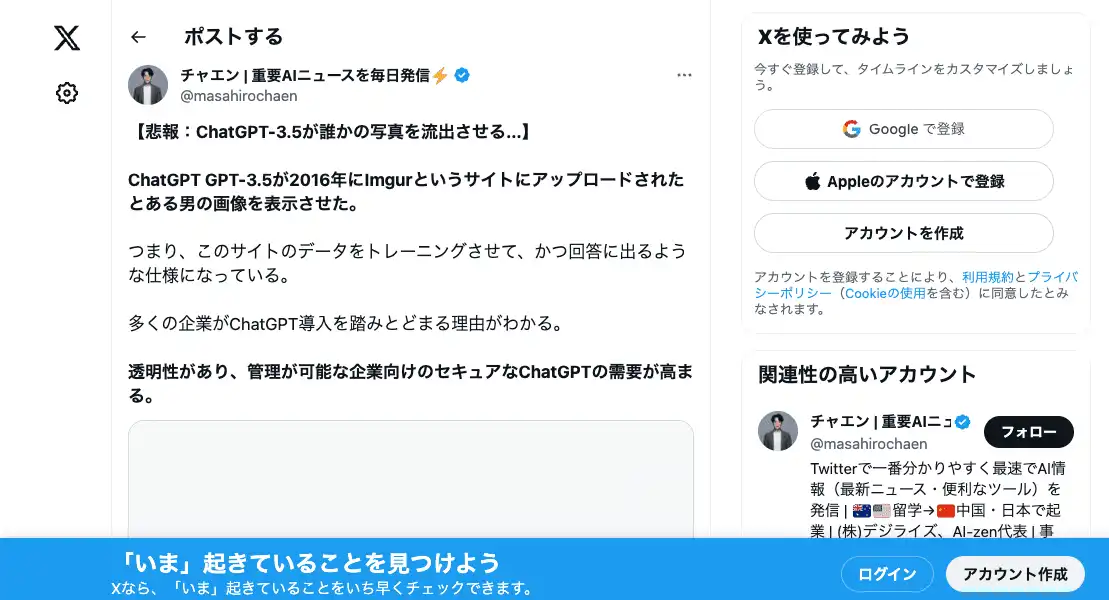 ポストする
チャエン | 重要AIニュースを毎日発信⚡
@masahirochaen
【悲報：ChatGPT-3.5が誰かの写真を流出させる...】
ChatGPT GPT-3.5が2016年にImgurというサイトにアップロードされた
とある男の画像を表示させた。
つまり、このサイトのデータをトレーニングさせて、かつ回答に出るよう
な仕様になっている。
多くの企業がChatGPT導入を踏みとどまる理由がわかる。
透明性があり、管理が可能な企業向けのセキュアなChatGPTの需要が高ま
る。
Xを使ってみよう
今すぐ登録して、タイムラインをカスタマイズしましょ
う。
Google で登録
Appleのアカウントで登録
アカウントを作成
アカウントを登録することにより、利用規約とプライバ
シーポリシー（Cookieの使用を含む）に同意したとみ
なされます。
関連性の高いアカウント
チャエン | 重要AIニュ
@masahirochaen
フォロー
Twitterで一番分かりやすく最速でAI情
報（最新ニュース・便利なツール）を
発信 | 🇦🇺🇺🇸留学→🇨🇳中国・日本で起
業 | (株)デジライズ、AI-zen代表 | 事
「いま」起きていることを見つけよう
Xなら、「いま」起きていることをいち早くチェックできます。
ログイン
アカウント作成